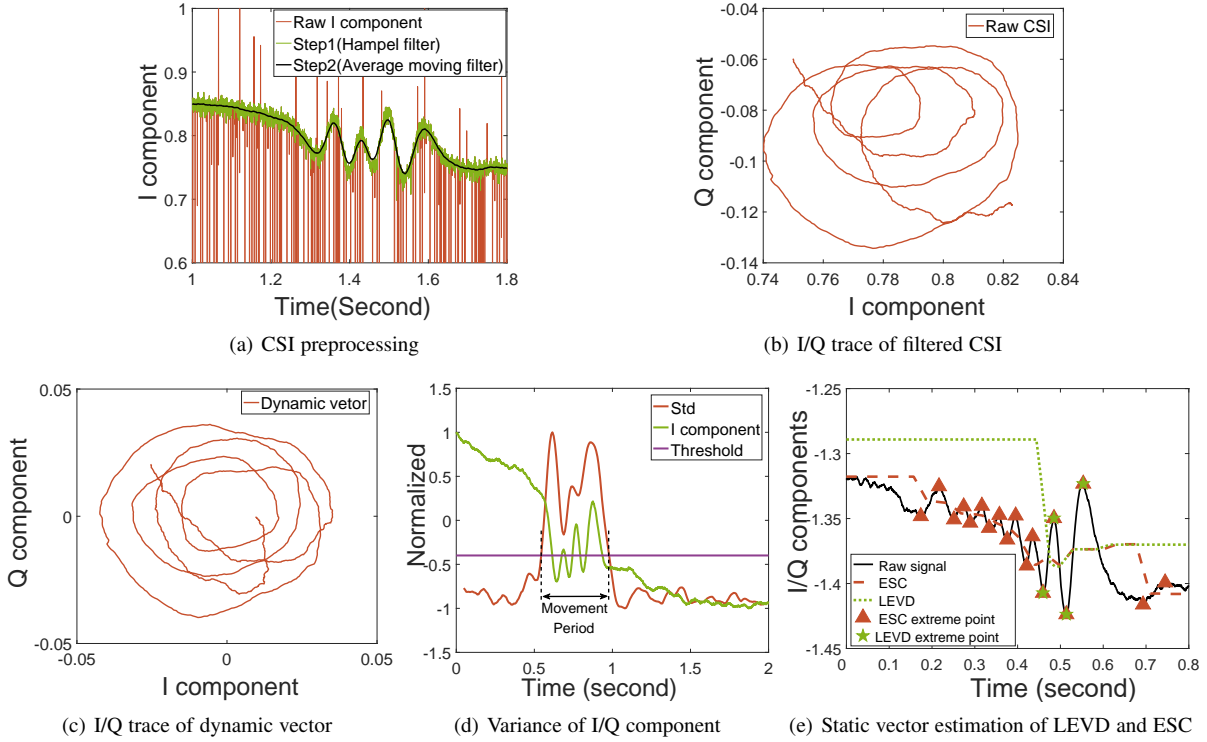 1
0.9
0.8
0.7
0.6
I component
Raw I component
Step1(Hampel filter)
Step2(Average moving filter)
1
1.2
1.4
1.6
1.8
Time(Second)
(a) CSI preprocessing
-0.04
-0.06
-0.08
-0.1
-0.12
-0.14
Q component
Raw CSI
0.74
0.76
0.78
0.8
0.82
0.84
I component
(b) I/Q trace of filtered CSI
0.05
0
-0.05
Q component
Dynamic vetor
-0.05
0
0.05
I component
(c) I/Q trace of dynamic vector
1.5
1.0
0.5
0
-0.5
-1
-1.5
Normalized
Std
I component
Threshold
Movement
Period
0
0.5
1
1.5
2
Time (second)
(d) Variance of I/Q component
-1.25
-1.3
-1.35
-1.4
-1.45
I/Q components
Raw signal
ESC
LEVD
ESC extreme point
LEVD extreme point
0
0.1
0.2
0.3
0.4
0.5
0.6
0.7
0.8
Time (second)
(e) Static vector estimation of LEVD and ESC